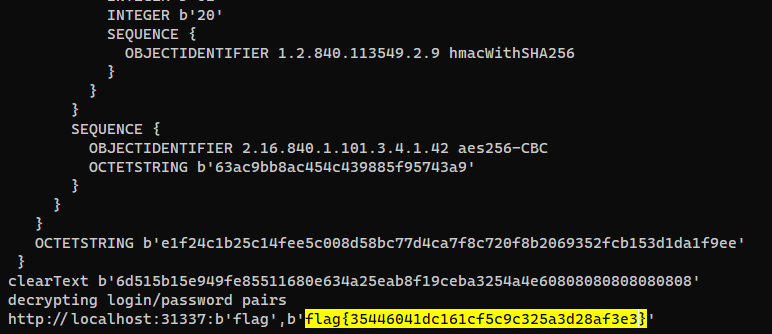 INTEGER b'20'
SEQUENCE {
OBJECTIDENTIFIER 1.2.840.113549.2.9 hmacWithSHA256
}
}
}
SEQUENCE {
OBJECTIDENTIFIER 2.16.840.1.101.3.4.1.42 aes256-CBC
OCTETSTRING b'63ac9bb8ac454c439885f95743a9'
}
}
}
OCTETSTRING b'e1f24c1b25c14fee5c008d58bc77d4ca7f8c720f8b2069352fcb153d1da1f9ee'
}
clearText b'6d515b15e949fe85511680e634a25eab8f19ceba3254a4e60808080808080808'
decrypting login/password pairs
http://localhost:31337:b'flag',b'flag{35446041dc161cf5c9c325a3d28af3e3}'